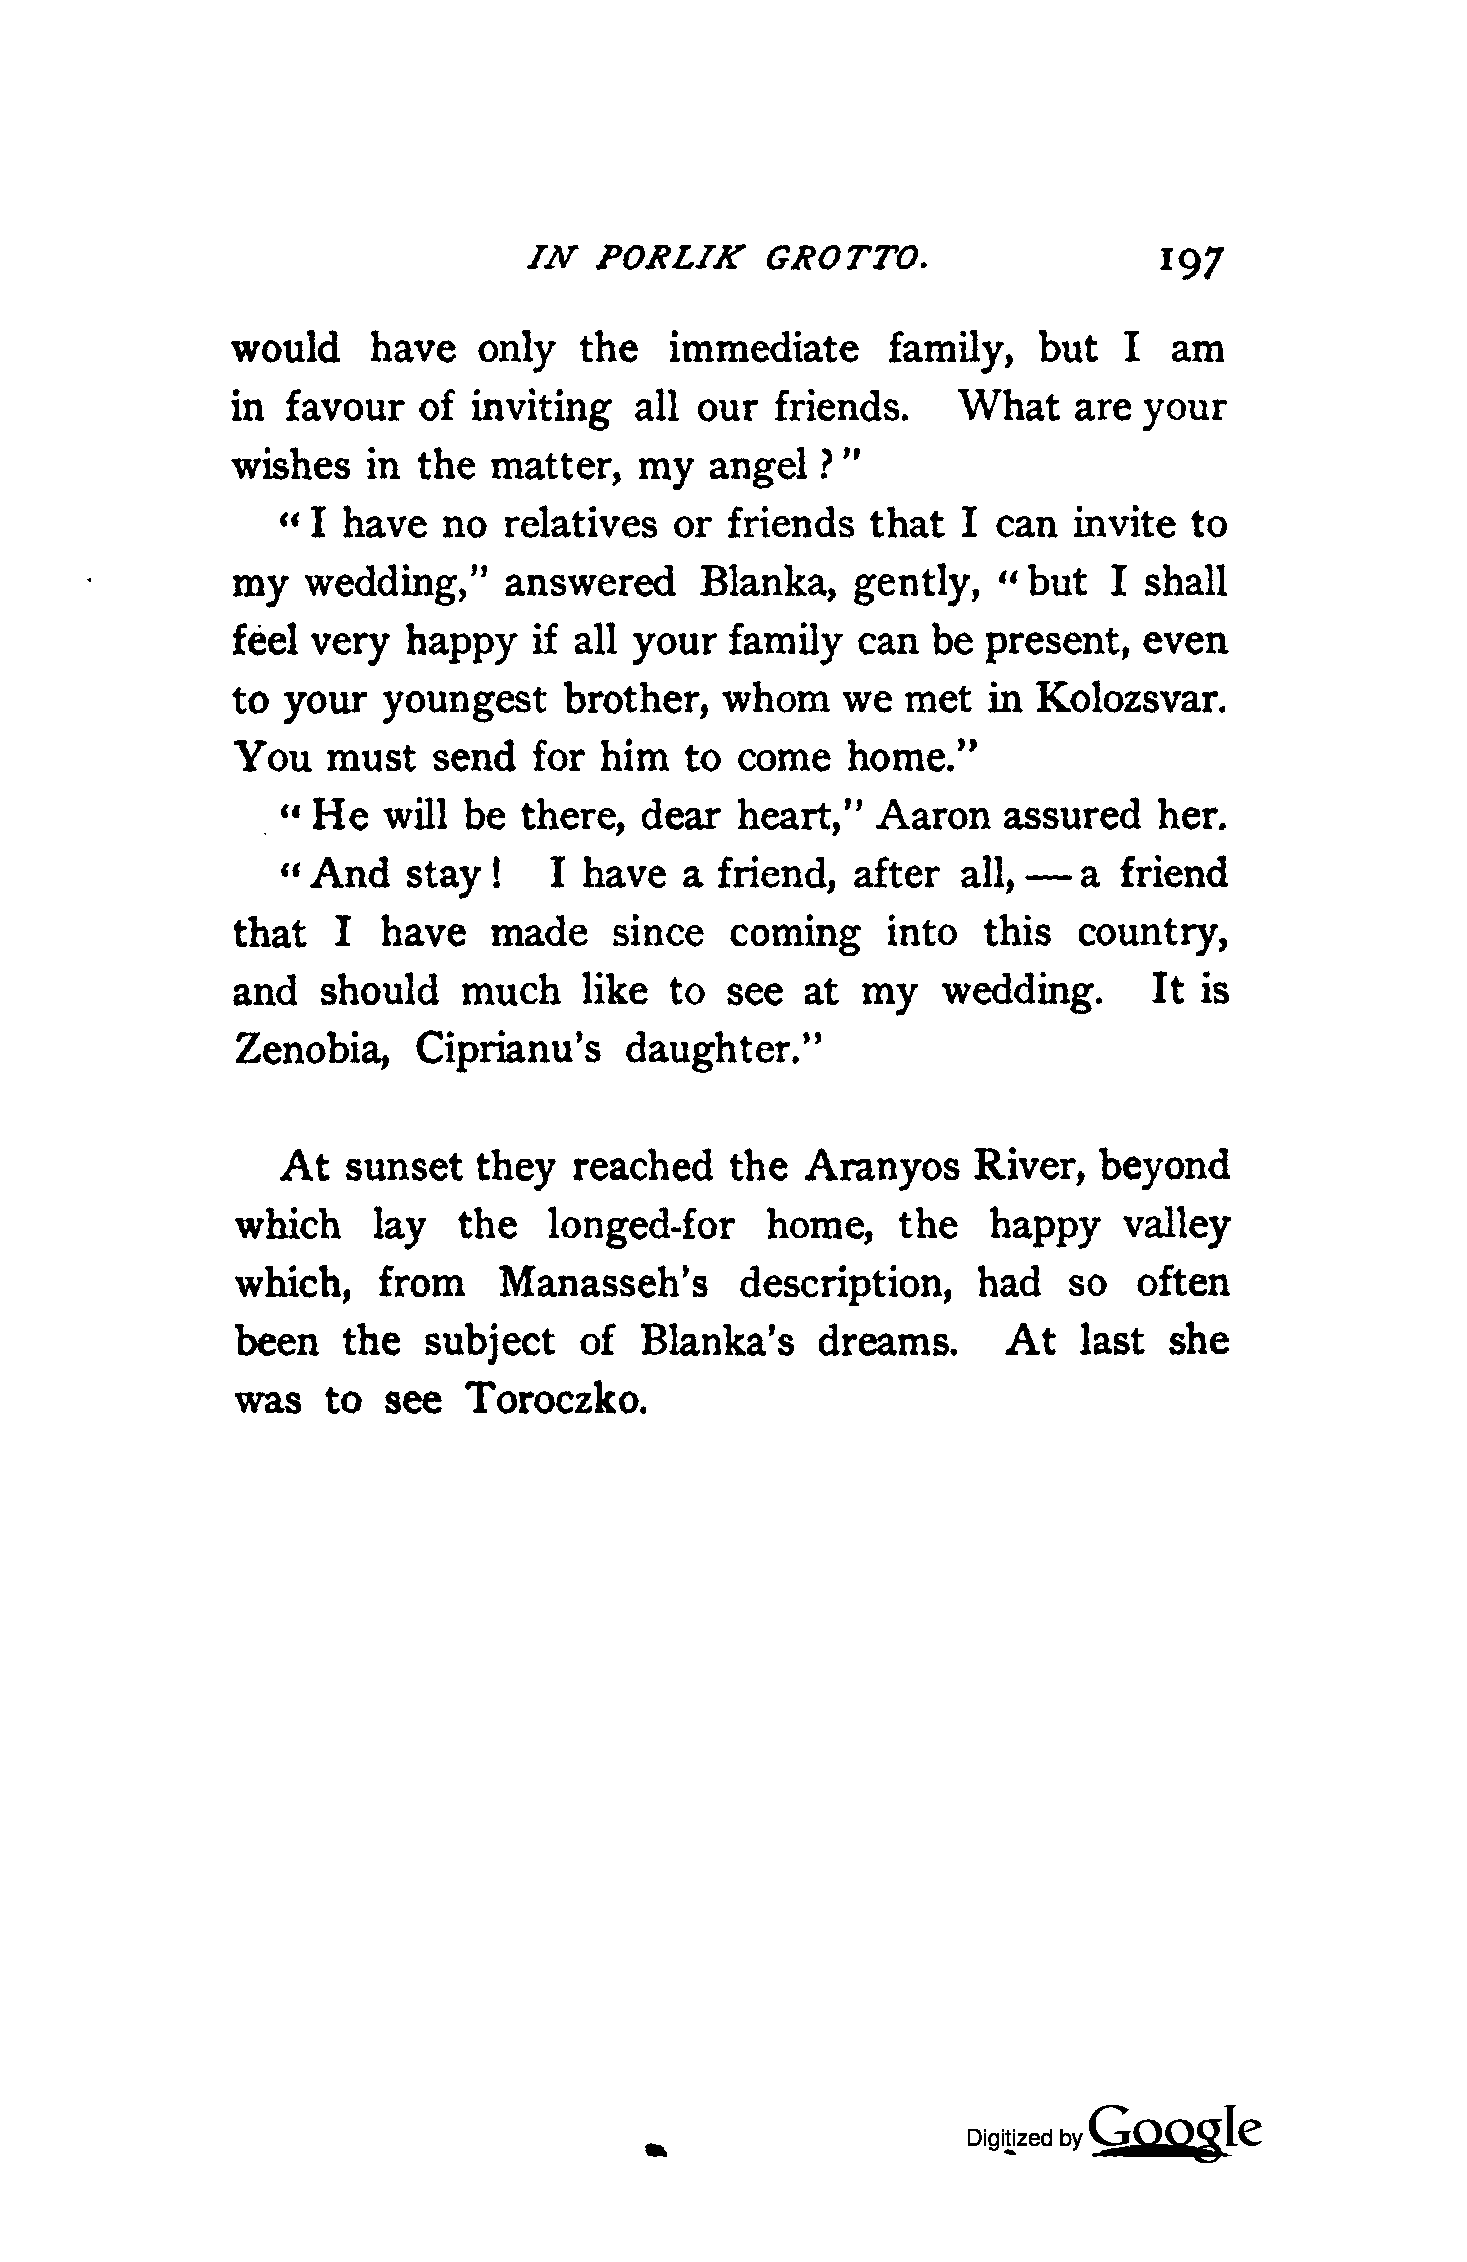 IN PORLIK GROTTO. 197
would have only the immediate family, but I am
in favour of inviting all our friends. What are your
wishes in the matter, my angel?"
"I have no relatives or friends that I can invite to
my wedding," answered Blanka, gently, "but I shall
feel very happy if all your family can be present, even
to your youngest brother, whom we met in Kolozsvar.
You must send for him to come home."
"He will be there, dear heart," Aaron assured her.
"And stay! I have a friend, after all, — a friend
that I have made since coming into this country,
and should much like to see at my wedding. It is
Zenobia, Ciprianu's daughter."
At sunset they reached the Aranyos River, beyond
which lay the longed-for home, the happy valley
which, from Manasseh's description, had so often
been the subject of Blanka's dreams. At last she
was to see Toroczko.
Digitized by Google